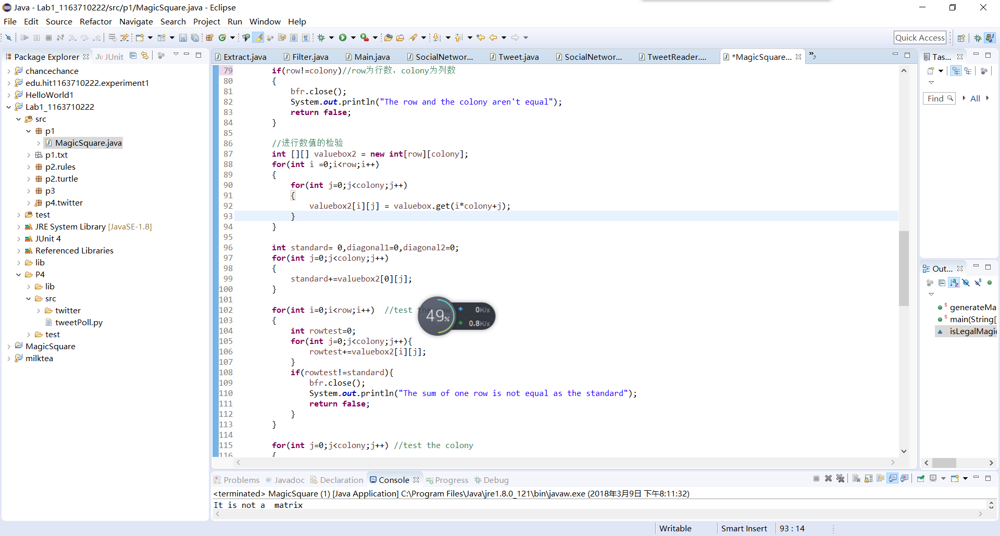 Java - Lab1_1163710222/src/p1/MagicSquare.java - Eclipse
File Edit Source Refactor Navigate Search Project Run Window Help
Quick Access
Package Explorer JUnit
chancechance
edu.hit1163710222.experiment1
HelloWorld1
Lab1_1163710222
src
p1
MagicSquare.java
p1.txt
p2.rules
p2.turtle
p3
p4.twitter
test
JRE System Library [JavaSE-1.8]
JUnit 4
Referenced Libraries
lib
P4
lib
src
twitter
tweetPoll.py
test
MagicSquare
milktea
Extract.java Filter.java Main.java SocialNetwor... Tweet.java SocialNetwor... TweetReader.... *MagicSquare...
79 if(row!=colony)//row为行数，colony为列数
80 {
81 bfr.close();
82 System.out.println("The row and the colony aren't equal");
83 return false;
84 }
85
86 //进行数值的检验
87 int [][] valuebox2 = new int[row][colony];
88 for(int i =0;i<row;i++)
89 {
90 for(int j=0;j<colony;j++)
91 {
92 valuebox2[i][j] = valuebox.get(i*colony+j);
93 }
94 }
95
96 int standard= 0,diagonal1=0,diagonal2=0;
97 for(int j=0;j<colony;j++)
98 {
99 standard+=valuebox2[0][j];
100 }
101
102 for(int i=0;i<row;i++) //test the row
103 {
104 int rowtest=0;
105 for(int j=0;j<colony;j++){
106 rowtest+=valuebox2[i][j];
107 }
108 if(rowtest!=standard){
109 bfr.close();
110 System.out.println("The sum of one row is not equal as the standard");
111 return false;
112 }
113 }
114
115 for(int j=0;j<colony;j++) //test the colony
116 {
49%
0K/s
0.8K/s
Tas...
Find All
Out...
generateMa
main(String[
isLegalMagic
Problems Javadoc Declaration Console Progress Debug
<terminated> MagicSquare (1) [Java Application] C:\Program Files\Java\jre1.8.0_121\bin\javaw.exe (2018年3月9日 下午8:11:32)
It is not a  matrix
Writable Smart Insert 93 : 14